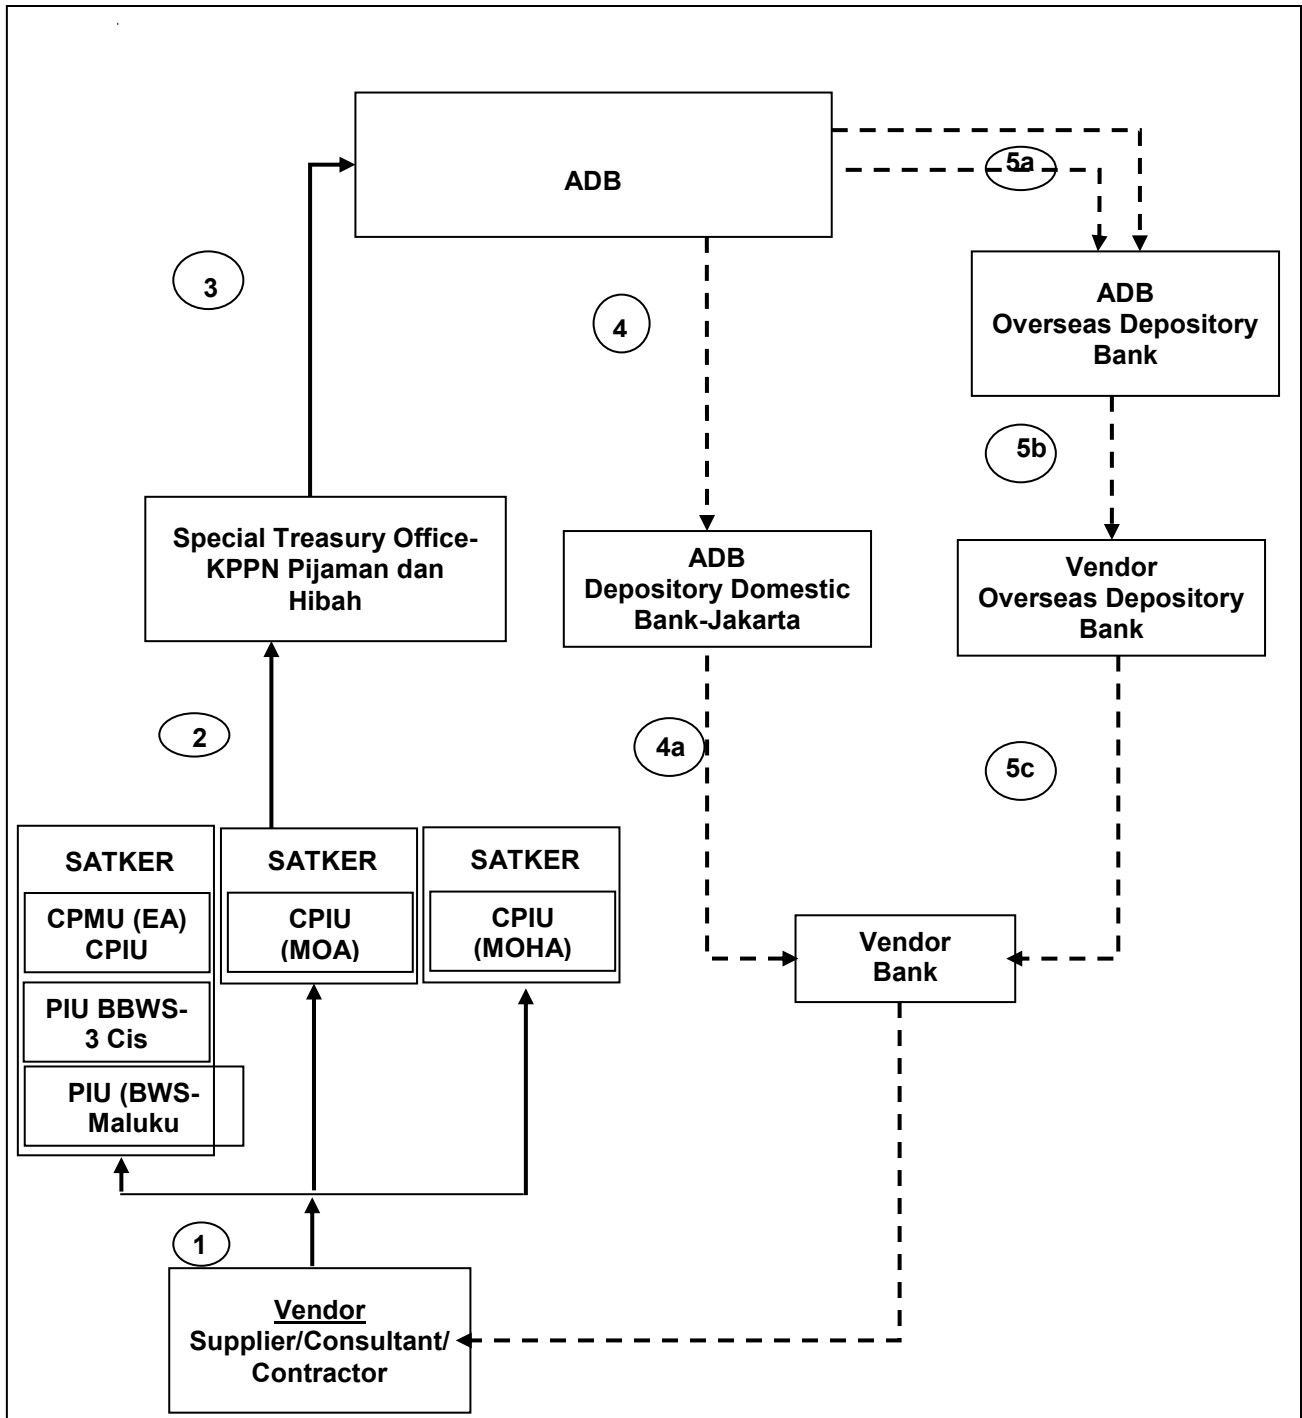 ADB
5a
3
4
ADB
Overseas Depository
Bank
5b
Special Treasury Office-
KPPN Pijaman dan
Hibah
ADB
Depository Domestic
Bank-Jakarta
Vendor
Overseas Depository
Bank
2
4a
5c
SATKER
CPMU (EA)
CPIU
PIU BBWS-
3 Cis
PIU (BWS-
Maluku
SATKER
CPIU
(MOA)
SATKER
CPIU
(MOHA)
Vendor
Bank
1
Vendor
Supplier/Consultant/
Contractor